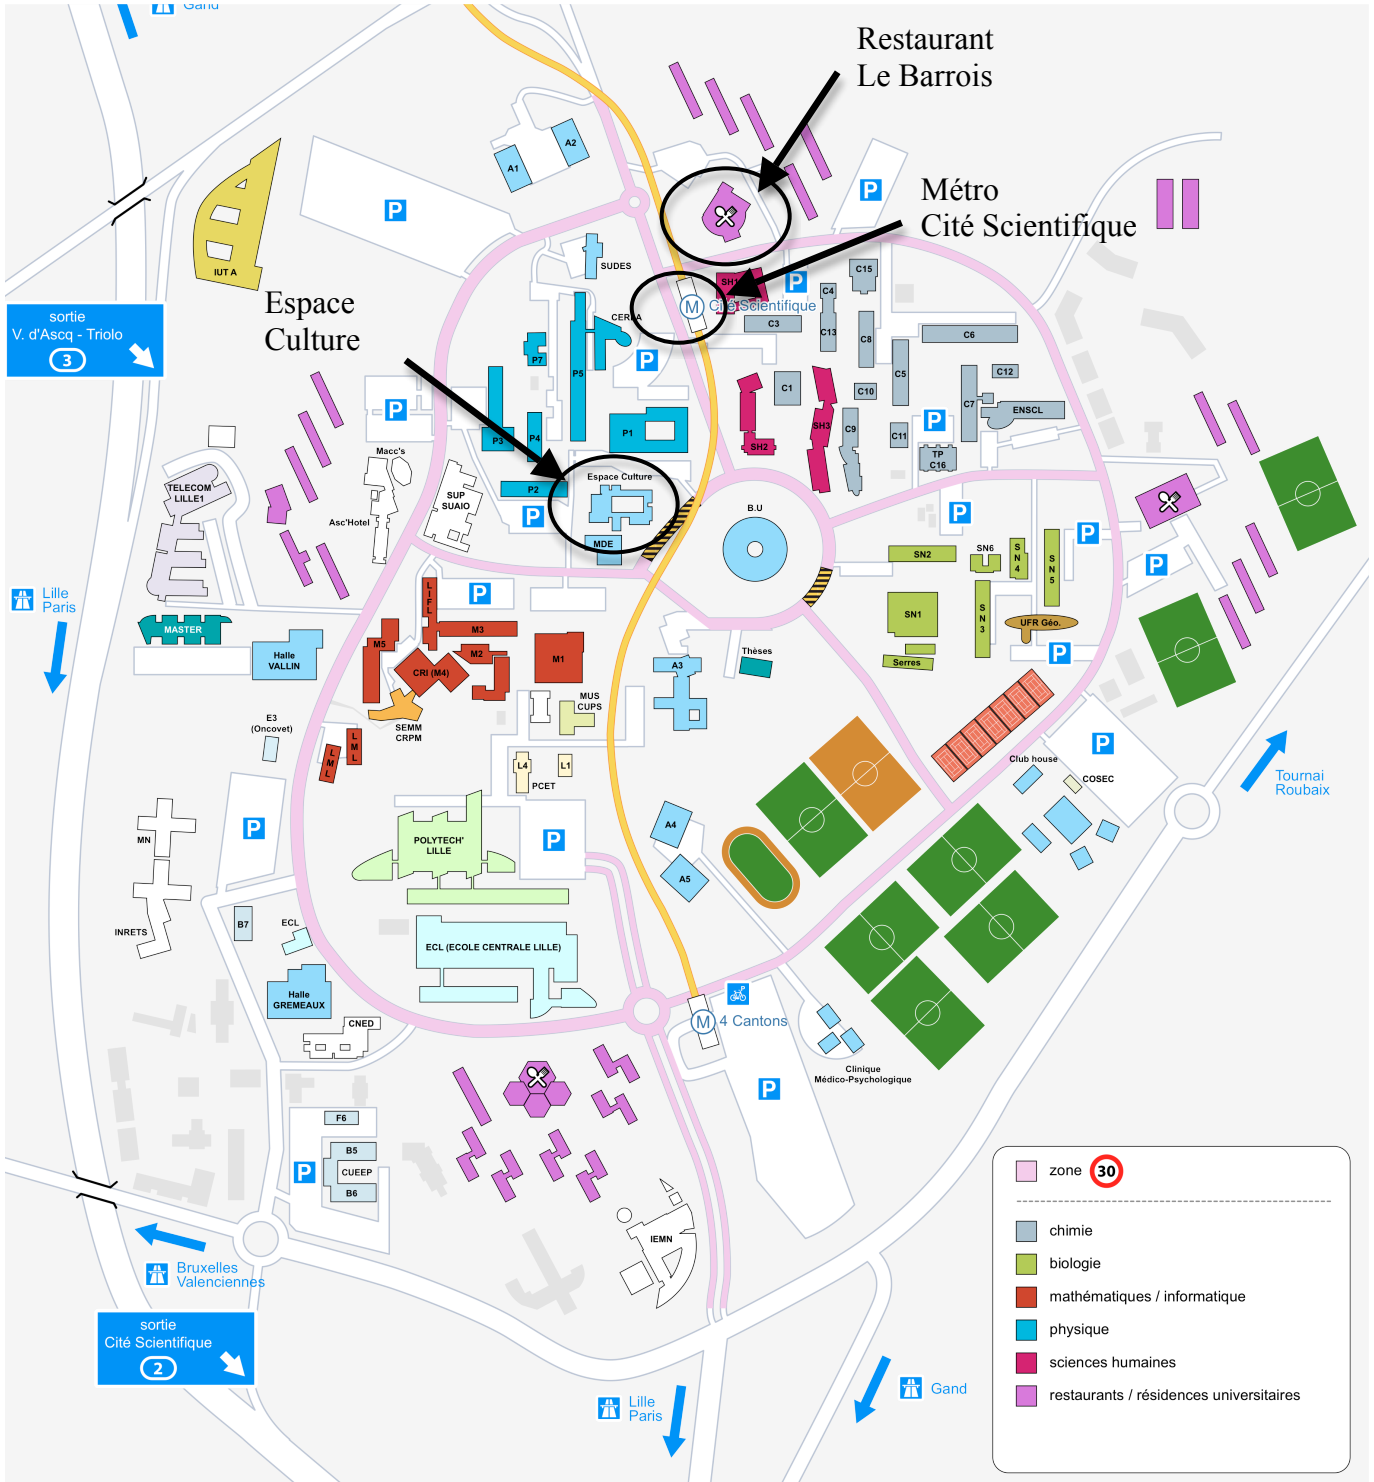 Gand
Restaurant
Le Barrois
A2
A1
P
P
Métro
Cité Scientifique
IUT A
SUDES
SH1
P
C15
Espace
Culture
M
Cité Scientifique
C4
sortie
V. d'Ascq - Triolo
3
C3
C13
C6
C8
P7
P5
P
C5
C12
C1
C10
C7
ENSCL
P
P
P1
SH3
C9
C11
P3
P4
SH2
Macc's
TP
C16
TELECOM
LILLE1
SUP
SUAIO
Espace Culture
P2
B.U
P
P
Asc'Hotel
P
MDE
SN2
SN6
S
N
4
S
N
5
P
Lille
Paris
L
I
F
L
P
SN1
S
N
3
UFR Géo.
MASTER
M3
M5
Halle
VALLIN
M2
M1
Thèses
Serres
P
CRI (M4)
A3
MUS
CUPS
E3
(Oncovet)
SEMM
CRPM
L
M
L
L
M
L
P
L4
L1
PCET
Club house
COSEC
Tournai
Roubaix
P
MN
POLYTECH'
LILLE
P
A4
A5
B7
ECL
INRETS
ECL (ECOLE CENTRALE LILLE)
Halle
GREMEAUX
CNED
M
4 Cantons
Clinique
Médico-Psychologique
P
F6
B5
CUEEP
B6
P
IEMN
Bruxelles
Valenciennes
sortie
Cité Scientifique
2
Lille
Paris
Gand
zone 30
chimie
biologie
mathématiques / informatique
physique
sciences humaines
restaurants / résidences universitaires